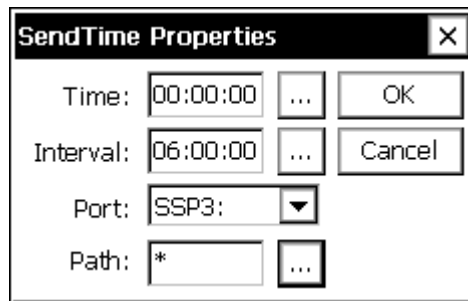 SendTime Properties
Time: 00:00:00 ... OK
Interval: 06:00:00 ... Cancel
Port: SSP3:
Path: * ...